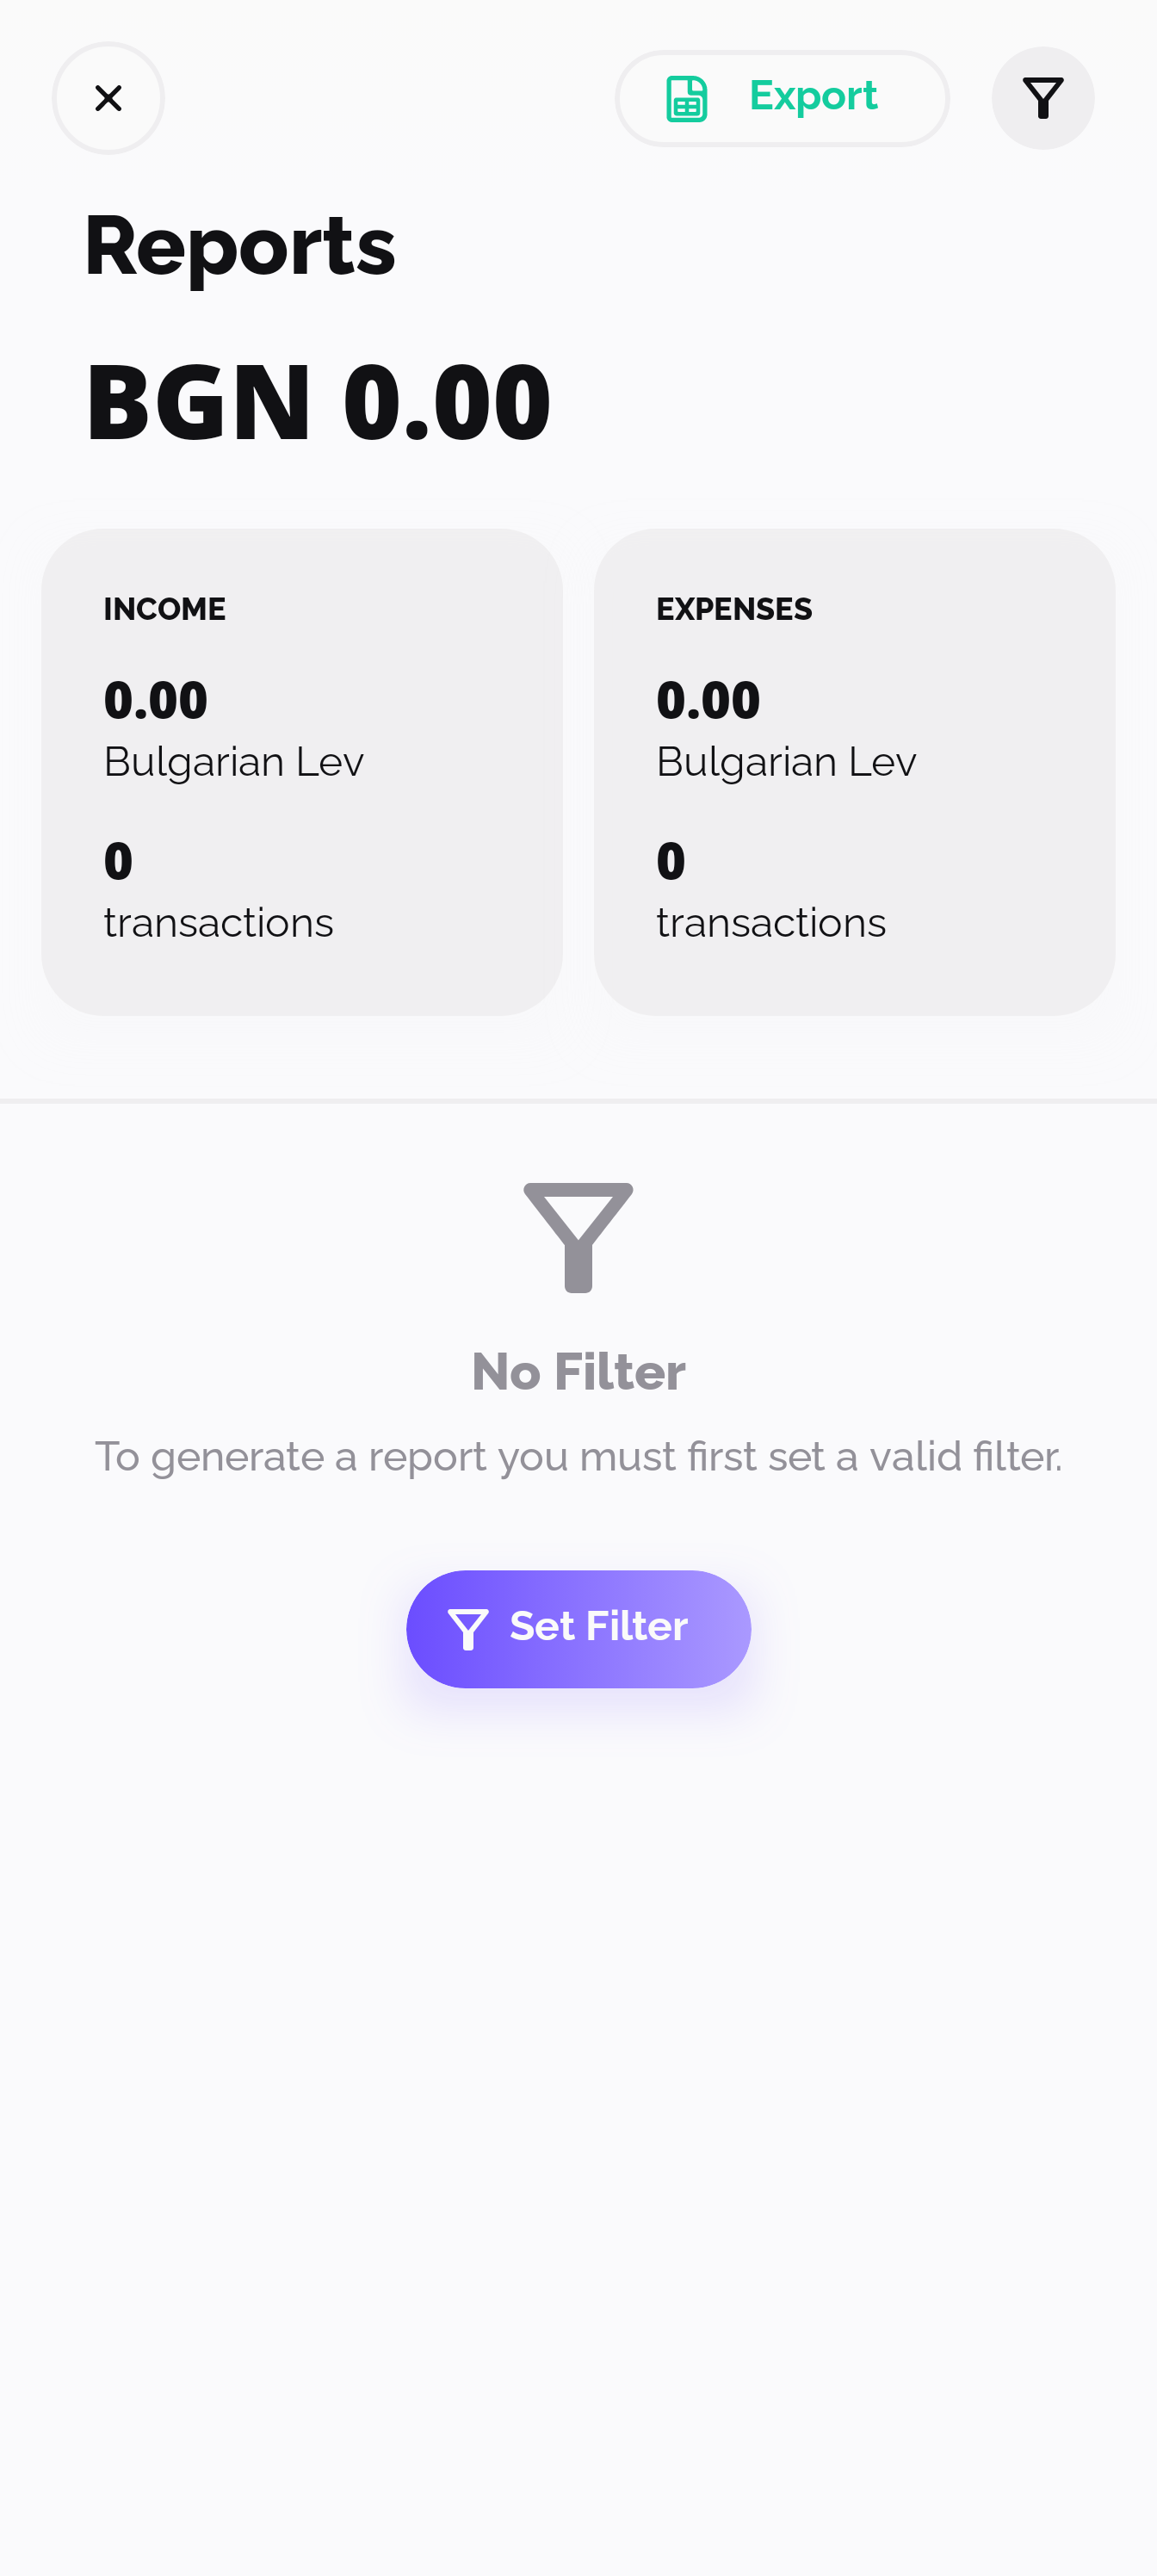 Export
Reports
BGN 0.00
INCOME
0.00
Bulgarian Lev
0
transactions
EXPENSES
0.00
Bulgarian Lev
0
transactions
No Filter
To generate a report you must first set a valid filter.
Set Filter